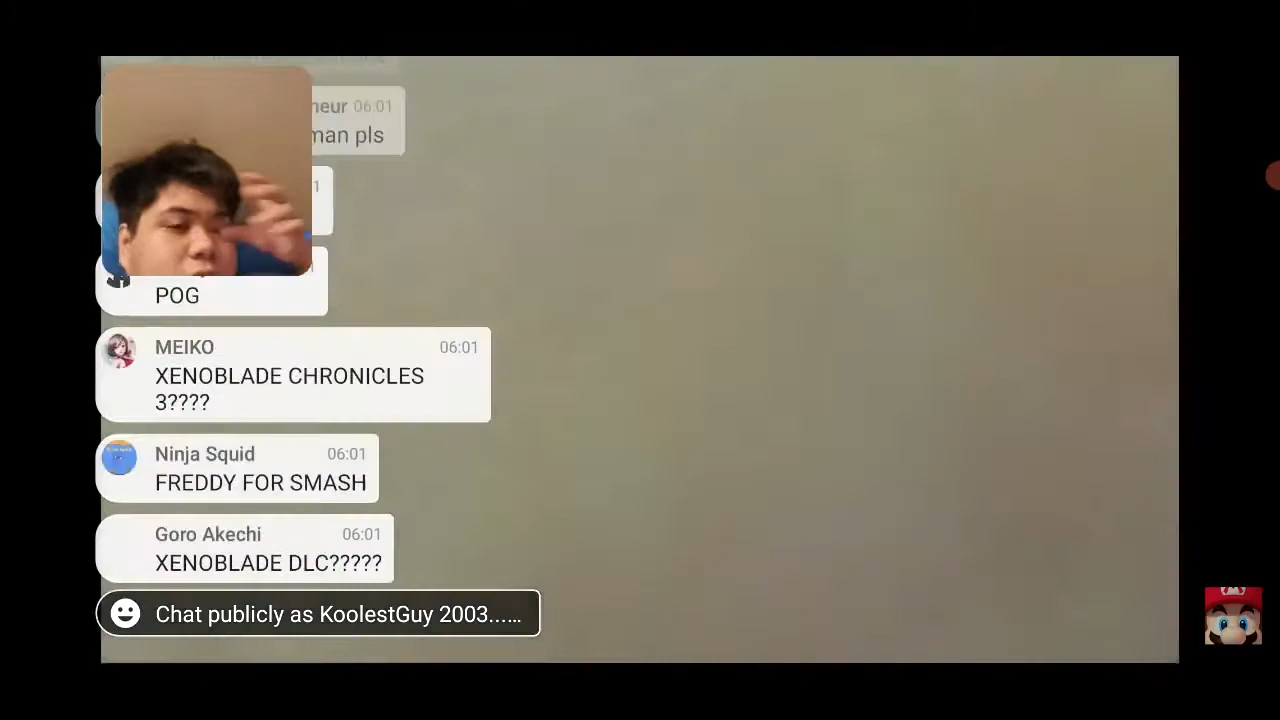 neur 06:01
man pls
1
POG
MEIKO 06:01
XENOBLADE CHRONICLES
3????
Ninja Squid 06:01
FREDDY FOR SMASH
Goro Akechi 06:01
XENOBLADE DLC?????
Chat publicly as KoolestGuy 2003...…
M